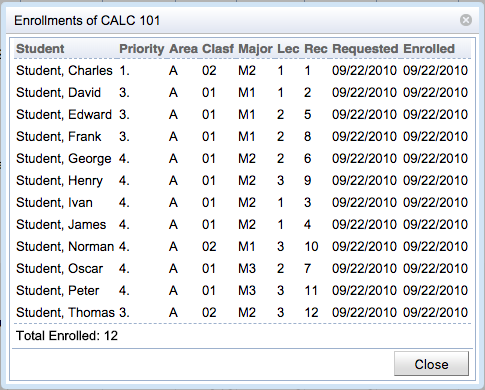 Enrollments of CALC 101
Student Priority Area Clasf Major Lec Rec Requested Enrolled
Student, Charles 1. A 02 M2 1 1 09/22/2010 09/22/2010
Student, David 3. A 01 M1 1 2 09/22/2010 09/22/2010
Student, Edward 3. A 01 M1 2 5 09/22/2010 09/22/2010
Student, Frank 3. A 01 M1 2 8 09/22/2010 09/22/2010
Student, George 4. A 01 M2 2 6 09/22/2010 09/22/2010
Student, Henry 4. A 01 M2 3 9 09/22/2010 09/22/2010
Student, Ivan 4. A 01 M2 1 3 09/22/2010 09/22/2010
Student, James 4. A 01 M2 1 4 09/22/2010 09/22/2010
Student, Norman 4. A 02 M1 3 10 09/22/2010 09/22/2010
Student, Oscar 4. A 01 M3 2 7 09/22/2010 09/22/2010
Student, Peter 4. A 01 M3 3 11 09/22/2010 09/22/2010
Student, Thomas 3. A 02 M2 3 12 09/22/2010 09/22/2010
Total Enrolled: 12
Close